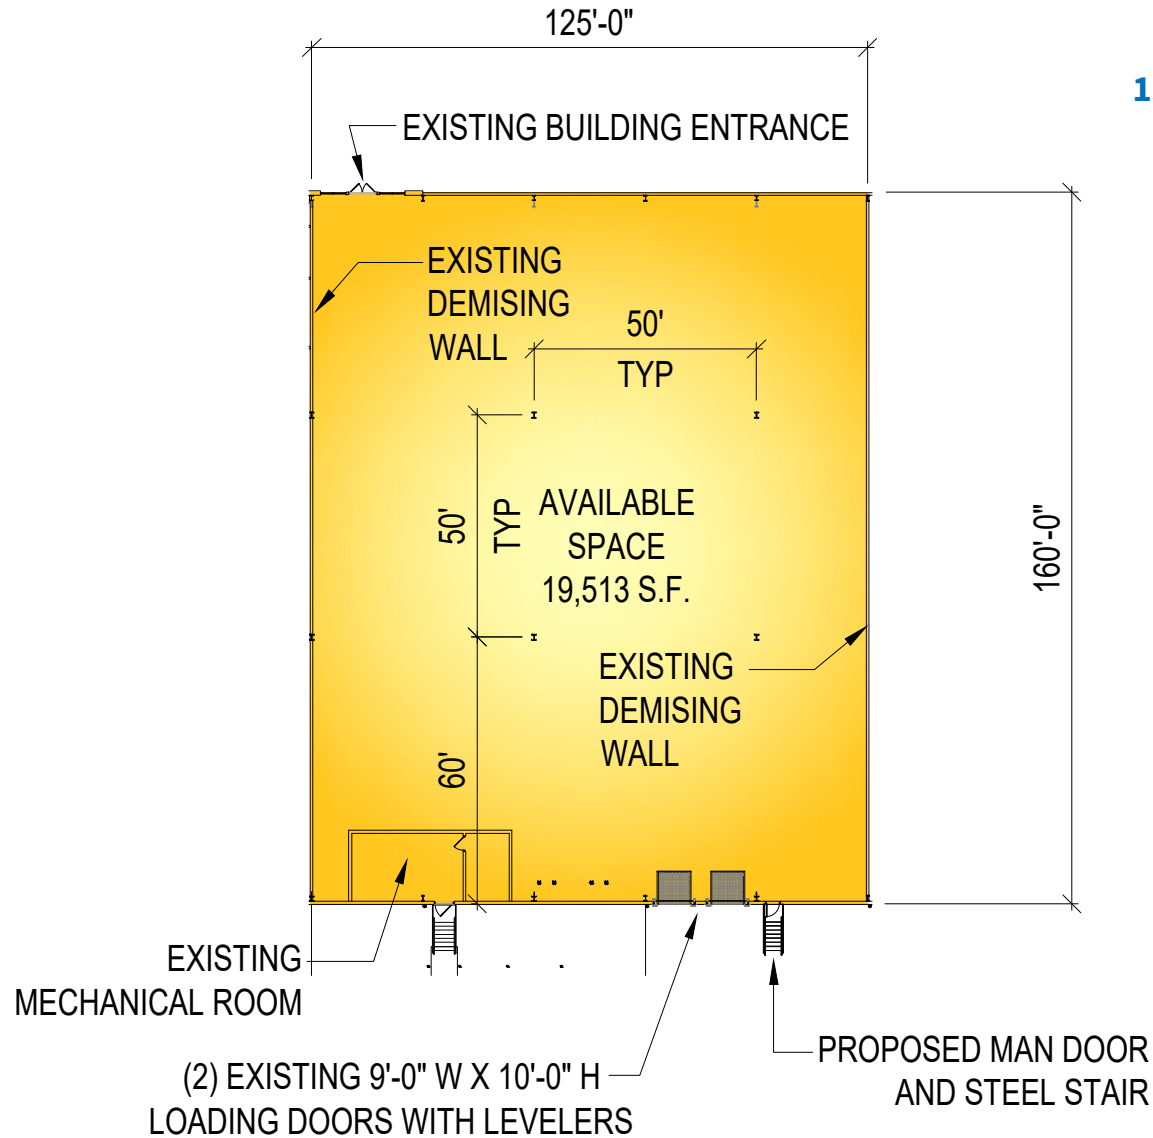 125'-0"
1
EXISTING BUILDING ENTRANCE
EXISTING
DEMISING
WALL
50'
TYP
50'
TYP
AVAILABLE
SPACE
19,513 S.F.
160'-0"
EXISTING
DEMISING
WALL
60'
EXISTING
MECHANICAL ROOM
PROPOSED MAN DOOR
AND STEEL STAIR
(2) EXISTING 9'-0" W X 10'-0" H
LOADING DOORS WITH LEVELERS